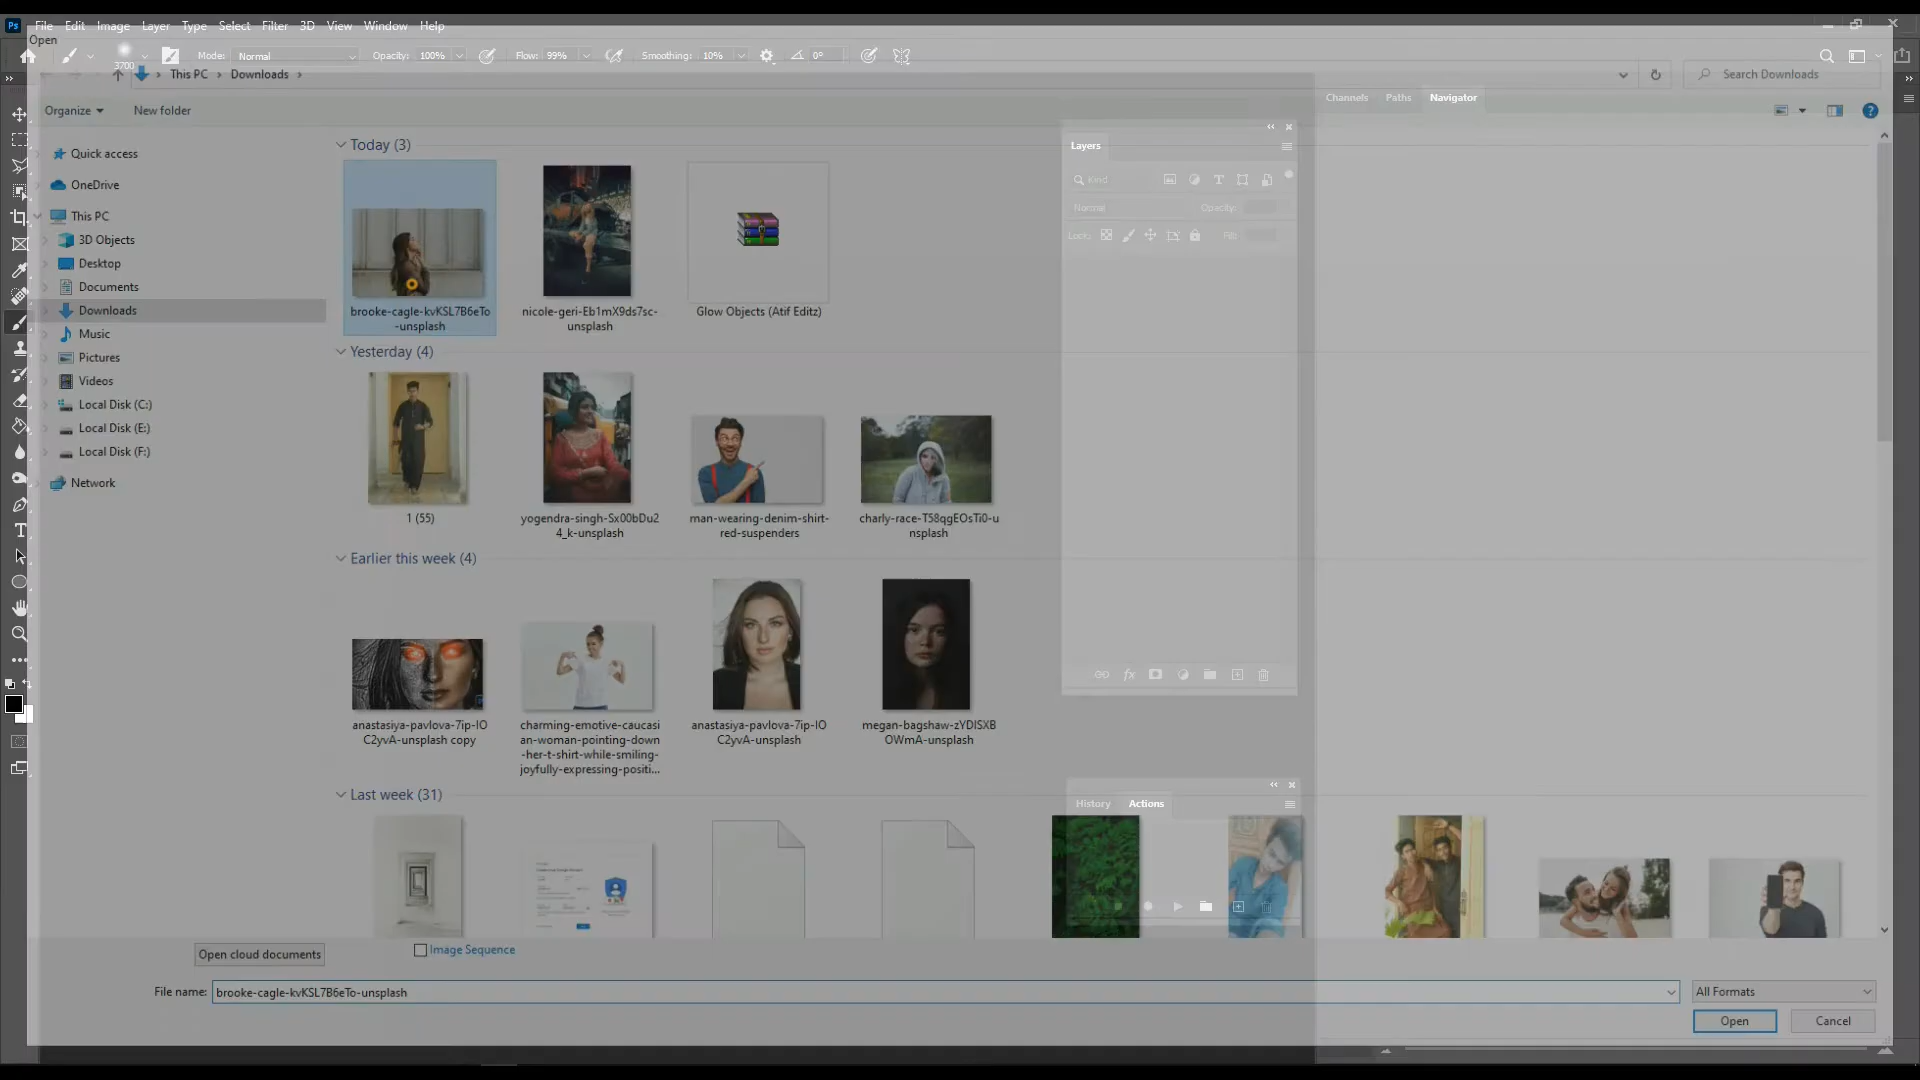 Ps File Edit Image Layer Type Select Filter 3D View Window Help
Open
3700 Mode: Normal Opacity: 100% Flow: 99% Smoothing: 10% 0°
This PC Downloads Search Downloads
Channels Paths Navigator
Organize New folder
Quick access
OneDrive
This PC
3D Objects
Desktop
Documents
Downloads
Music
Pictures
Videos
Local Disk (C:)
Local Disk (E:)
Local Disk (F:)
Network
Today (3)
brooke-cagle-kvKSL7B6eTo
-unsplash
nicole-geri-Eb1mX9ds7sc-
unsplash
Glow Objects (Atif Editz)
Yesterday (4)
1 (55)
yogendra-singh-Sx00bDu2
4_k-unsplash
man-wearing-denim-shirt-
red-suspenders
charly-race-T58qgEOsTi0-u
nsplash
Earlier this week (4)
anastasiya-pavlova-7ip-IO
C2yvA-unsplash copy
charming-emotive-caucasi
an-woman-pointing-down
-her-t-shirt-while-smiling-
joyfully-expressing-positi...
anastasiya-pavlova-7ip-IO
C2yvA-unsplash
megan-bagshaw-zYDISXB
OWmA-unsplash
Last week (31)
Layers
Kind
Normal Opacity:
Lock: Fill:
History Actions
Open cloud documents
Image Sequence
File name: brooke-cagle-kvKSL7B6eTo-unsplash All Formats
Open Cancel